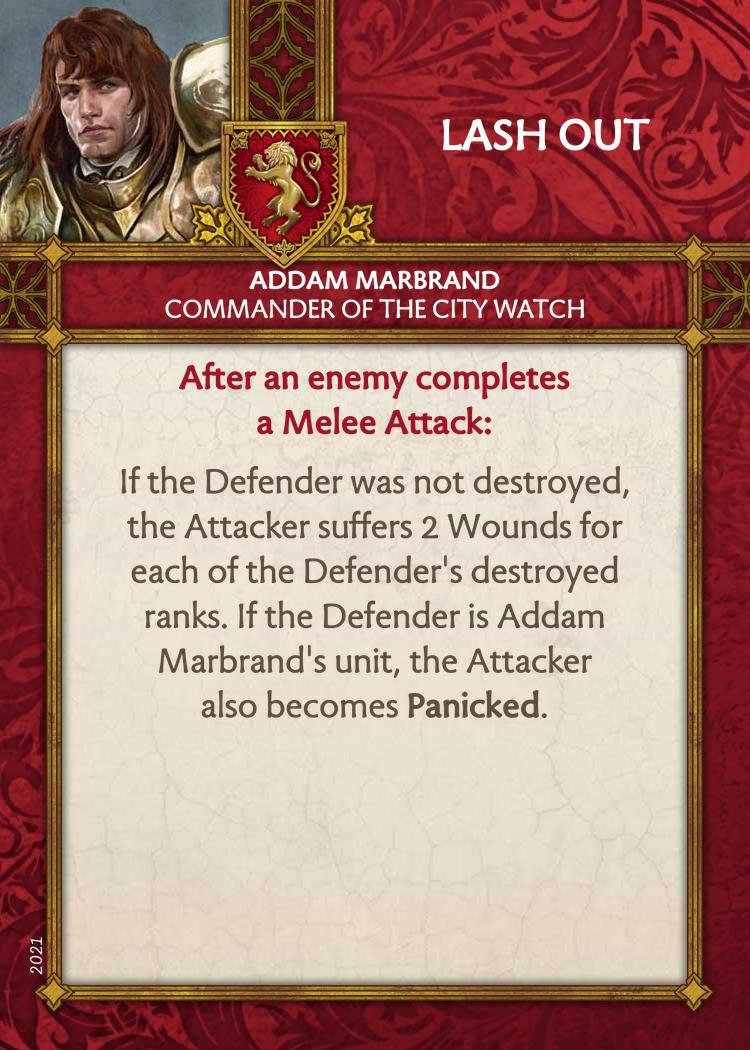 LASH OUT
ADDAM MARBRAND
COMMANDER OF THE CITY WATCH
After an enemy completes
a Melee Attack:
If the Defender was not destroyed,
the Attacker suffers 2 Wounds for
each of the Defender's destroyed
ranks. If the Defender is Addam
Marbrand's unit, the Attacker
also becomes Panicked.
2021